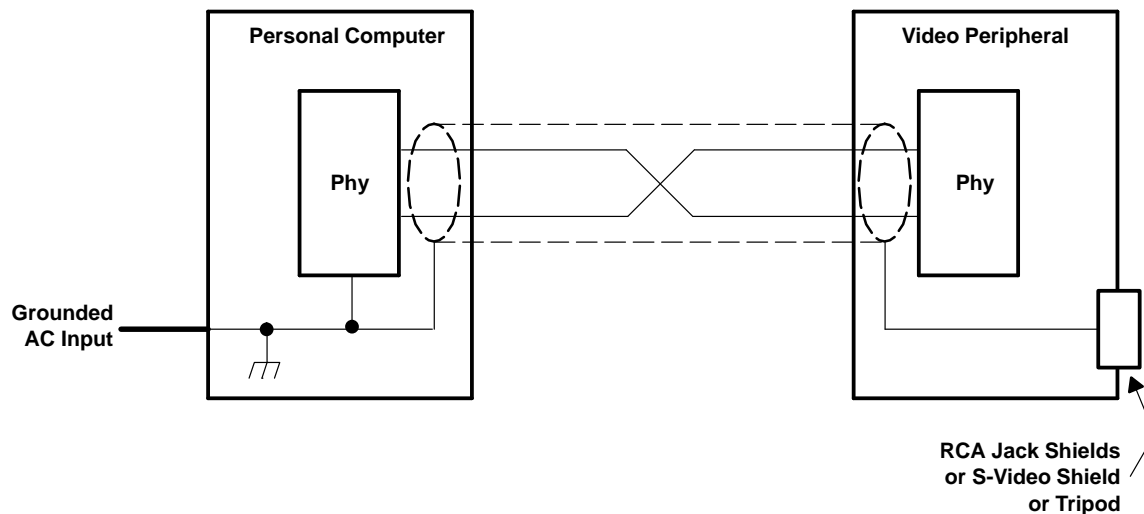 Personal Computer
Video Peripheral
Phy
Phy
Grounded
AC Input
RCA Jack Shields
or S-Video Shield
or Tripod